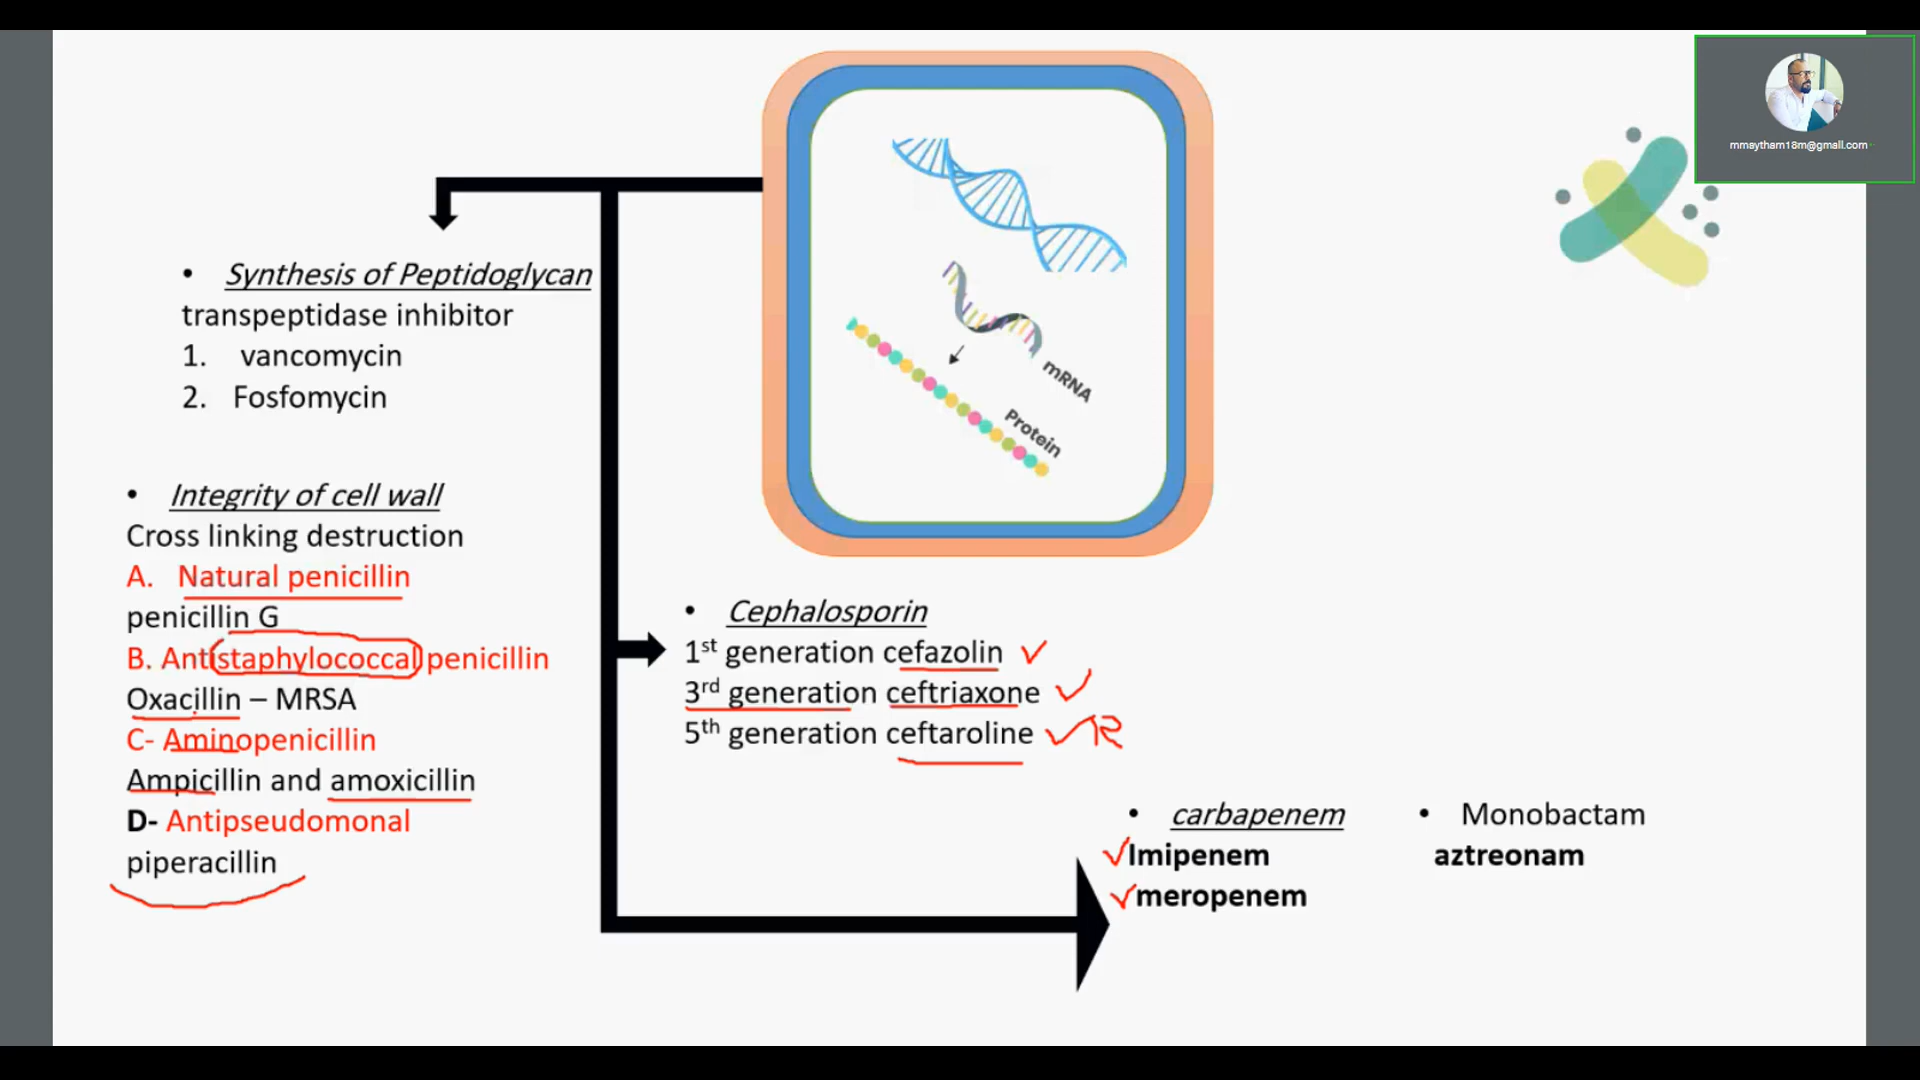 mmaytham18m@gmail.com
mRNA
Protein
• Synthesis of Peptidoglycan
transpeptidase inhibitor
1. vancomycin
2. Fosfomycin
• Integrity of cell wall
Cross linking destruction
A. Natural penicillin
penicillin G
B. Antistaphylococcal penicillin
Oxacillin – MRSA
C- Aminopenicillin
Ampicillin and amoxicillin
D- Antipseudomonal
piperacillin
• Cephalosporin
1st generation cefazolin
3rd generation ceftriaxone
5th generation ceftaroline
• carbapenem
Imipenem
meropenem
• Monobactam
aztreonam